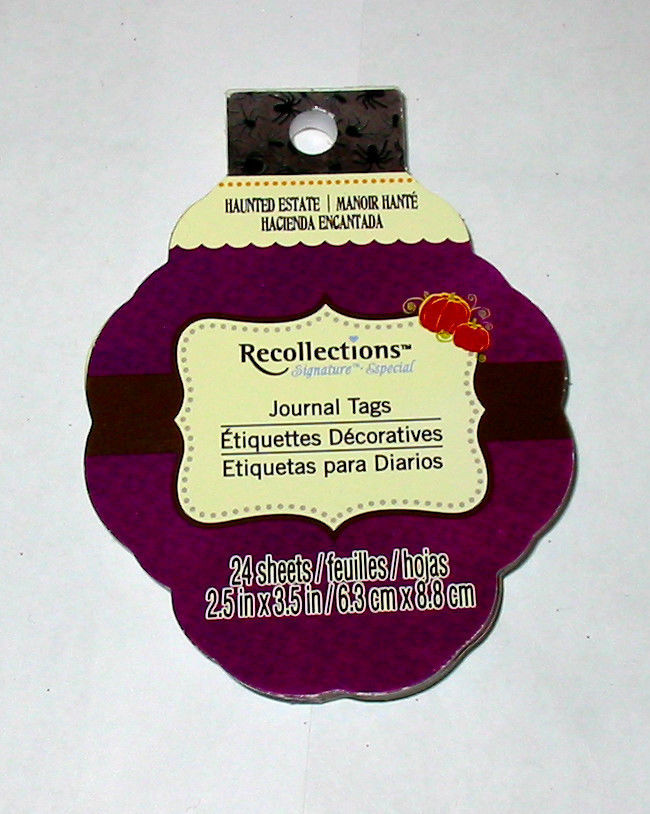 HAUNTED ESTATE | MANOIR HANTÉ
HACIENDA ENCANTADA
Recollections™
Signature™ · Especial
Journal Tags
Étiquettes Décoratives
Etiquetas para Diarios
24 sheets / feuilles / hojas
2.5 in x 3.5 in / 6.3 cm x 8.8 cm